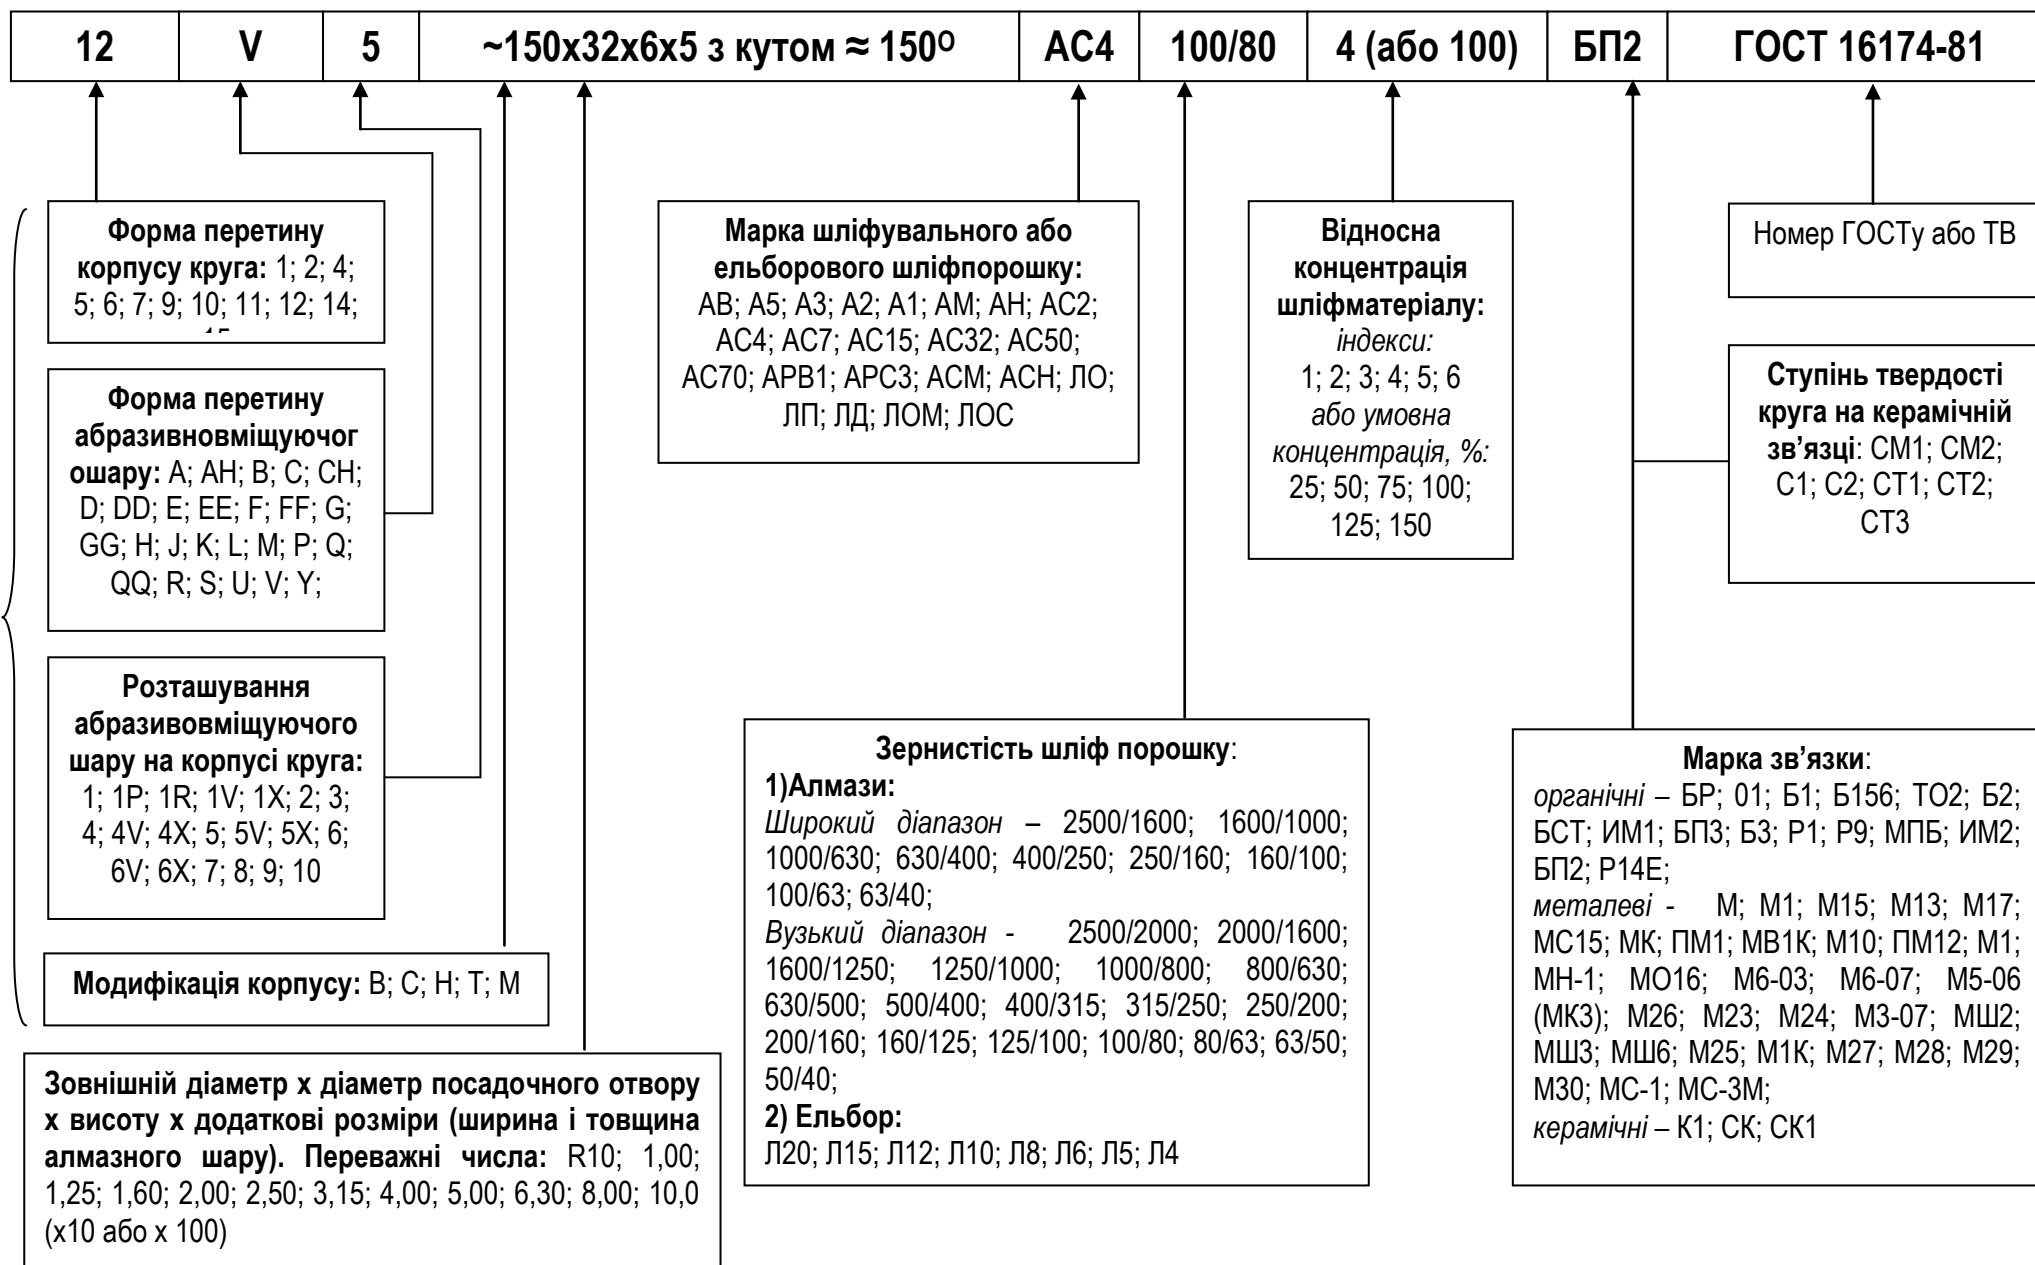 12 V 5 ~150х32х6х5 з кутом ≈ 150О АС4 100/80 4 (або 100) БП2 ГОСТ 16174-81
Форма перетину
корпусу круга: 1; 2; 4;
5; 6; 7; 9; 10; 11; 12; 14;
Форма перетину
абразивновміщуючог
ошару: A; AH; B; C; CH;
D; DD; E; EE; F; FF; G;
GG; H; J; K; L; M; P; Q;
QQ; R; S; U; V; Y;
Розташування
абразивовміщуючого
шару на корпусі круга:
1; 1P; 1R; 1V; 1X; 2; 3;
4; 4V; 4X; 5; 5V; 5X; 6;
6V; 6X; 7; 8; 9; 10
Модифікація корпусу: В; С; Н; Т; М
Зовнішній діаметр х діаметр посадочного отвору
х висоту х додаткові розміри (ширина і товщина
алмазного шару). Переважні числа: R10; 1,00;
1,25; 1,60; 2,00; 2,50; 3,15; 4,00; 5,00; 6,30; 8,00; 10,0
(х10 або х 100)
Марка шліфувального або
ельборового шліфпорошку:
АВ; А5; А3; А2; А1; АМ; АН; АС2;
АС4; АС7; АС15; АС32; АС50;
АС70; АРВ1; АРС3; АСМ; АСН; ЛО;
ЛП; ЛД; ЛОМ; ЛОС
Зернистість шліф порошку:
1)Алмази:
Широкий діапазон – 2500/1600; 1600/1000;
1000/630; 630/400; 400/250; 250/160; 160/100;
100/63; 63/40;
Вузький діапазон - 2500/2000; 2000/1600;
1600/1250; 1250/1000; 1000/800; 800/630;
630/500; 500/400; 400/315; 315/250; 250/200;
200/160; 160/125; 125/100; 100/80; 80/63; 63/50;
50/40;
2) Ельбор:
Л20; Л15; Л12; Л10; Л8; Л6; Л5; Л4
Відносна
концентрація
шліфматеріалу:
індекси:
1; 2; 3; 4; 5; 6
або умовна
концентрація, %:
25; 50; 75; 100;
125; 150
Номер ГОСТу або ТВ
Ступінь твердості
круга на керамічній
зв'язці: СМ1; СМ2;
С1; С2; СТ1; СТ2;
СТ3
Марка зв’язки:
органічні – БР; 01; Б1; Б156; ТО2; Б2;
БСТ; ИМ1; БП3; Б3; Р1; Р9; МПБ; ИМ2;
БП2; Р14Е;
металеві - М; М1; М15; М13; М17;
МС15; МК; ПМ1; МВ1К; М10; ПМ12; М1;
МН-1; МО16; М6-03; М6-07; М5-06
(МК3); М26; М23; М24; М3-07; МШ2;
МШ3; МШ6; М25; М1К; М27; М28; М29;
М30; МС-1; МС-3М;
керамічні – К1; СК; СК1